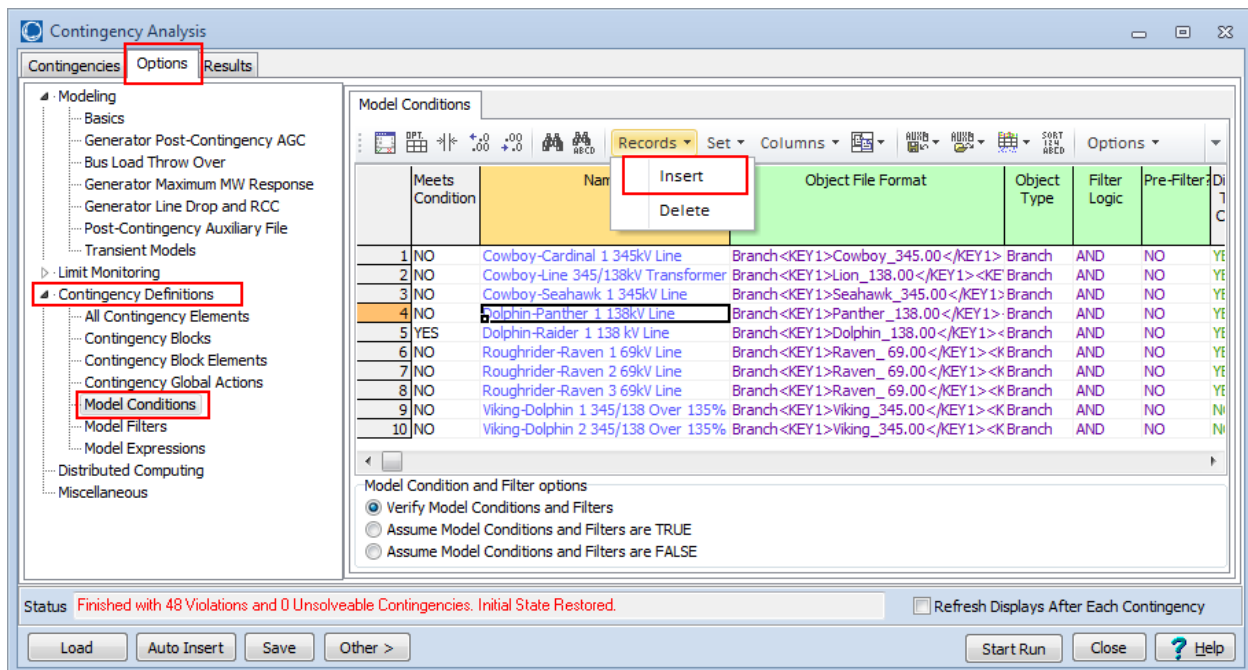 Contingency Analysis
Contingencies Options Results
Modeling
Basics
Generator Post-Contingency AGC
Bus Load Throw Over
Generator Maximum MW Response
Generator Line Drop and RCC
Post-Contingency Auxiliary File
Transient Models
Limit Monitoring
Contingency Definitions
All Contingency Elements
Contingency Blocks
Contingency Block Elements
Contingency Global Actions
Model Conditions
Model Filters
Model Expressions
Distributed Computing
Miscellaneous
Model Conditions
Records Set Columns Options
Insert
Delete
Meets Condition Nam Object File Format Object Type Filter Logic Pre-Filter? Di
1 NO Cowboy-Cardinal 1 345kV Line Branch<KEY1>Cowboy_345.00</KEY1> Branch AND NO YE
2 NO Cowboy-Line 345/138kV Transformer Branch<KEY1>Lion_138.00</KEY1><KE Branch AND NO YE
3 NO Cowboy-Seahawk 1 345kV Line Branch<KEY1>Seahawk_345.00</KEY1> Branch AND NO YE
4 NO Dolphin-Panther 1 138kV Line Branch<KEY1>Panther_138.00</KEY1> Branch AND NO YE
5 YES Dolphin-Raider 1 138 kV Line Branch<KEY1>Dolphin_138.00</KEY1>< Branch AND NO YE
6 NO Roughrider-Raven 1 69kV Line Branch<KEY1>Raven_ 69.00</KEY1><K Branch AND NO YE
7 NO Roughrider-Raven 2 69kV Line Branch<KEY1>Raven_ 69.00</KEY1><K Branch AND NO YE
8 NO Roughrider-Raven 3 69kV Line Branch<KEY1>Raven_ 69.00</KEY1><K Branch AND NO YE
9 NO Viking-Dolphin 1 345/138 Over 135% Branch<KEY1>Viking_345.00</KEY1><K Branch AND NO N
10 NO Viking-Dolphin 2 345/138 Over 135% Branch<KEY1>Viking_345.00</KEY1><K Branch AND NO N
Model Condition and Filter options
Verify Model Conditions and Filters
Assume Model Conditions and Filters are TRUE
Assume Model Conditions and Filters are FALSE
Status Finished with 48 Violations and 0 Unsolveable Contingencies. Initial State Restored. Refresh Displays After Each Contingency
Load Auto Insert Save Other > Start Run Close ? Help